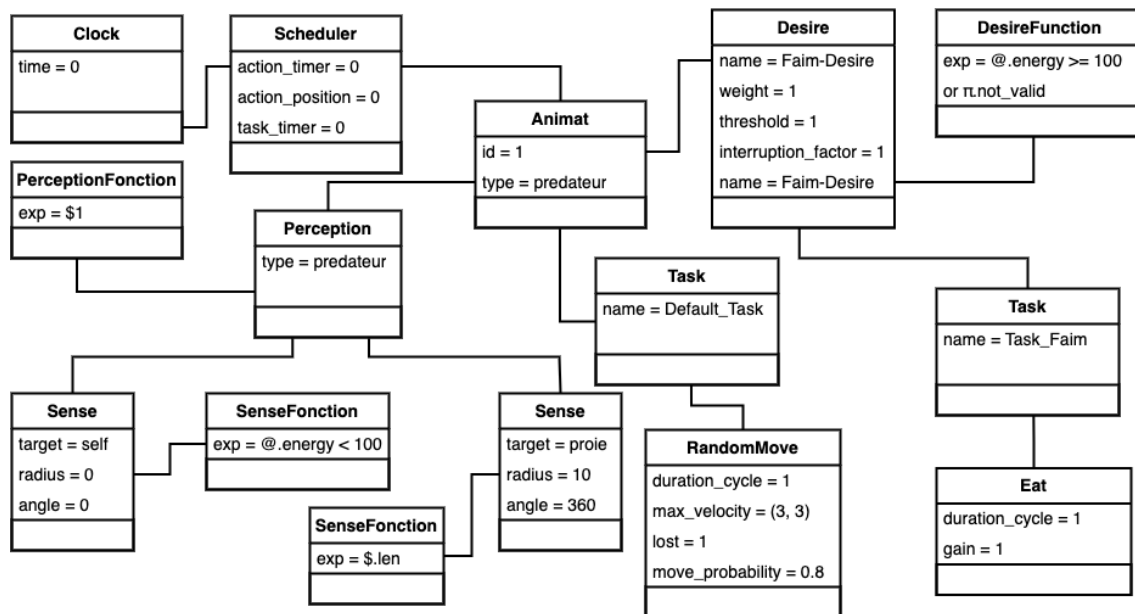 Clock
time = 0
Scheduler
action_timer = 0
action_position = 0
task_timer = 0
Desire
name = Faim-Desire
weight = 1
threshold = 1
interruption_factor = 1
name = Faim-Desire
DesireFunction
exp = @.energy >= 100
or π.not_valid
Animat
id = 1
type = predateur
PerceptionFonction
exp = $1
Perception
type = predateur
Task
name = Default_Task
Task
name = Task_Faim
Sense
target = self
radius = 0
angle = 0
SenseFonction
exp = @.energy < 100
Sense
target = proie
radius = 10
angle = 360
SenseFonction
exp = $.len
RandomMove
duration_cycle = 1
max_velocity = (3, 3)
lost = 1
move_probability = 0.8
Eat
duration_cycle = 1
gain = 1